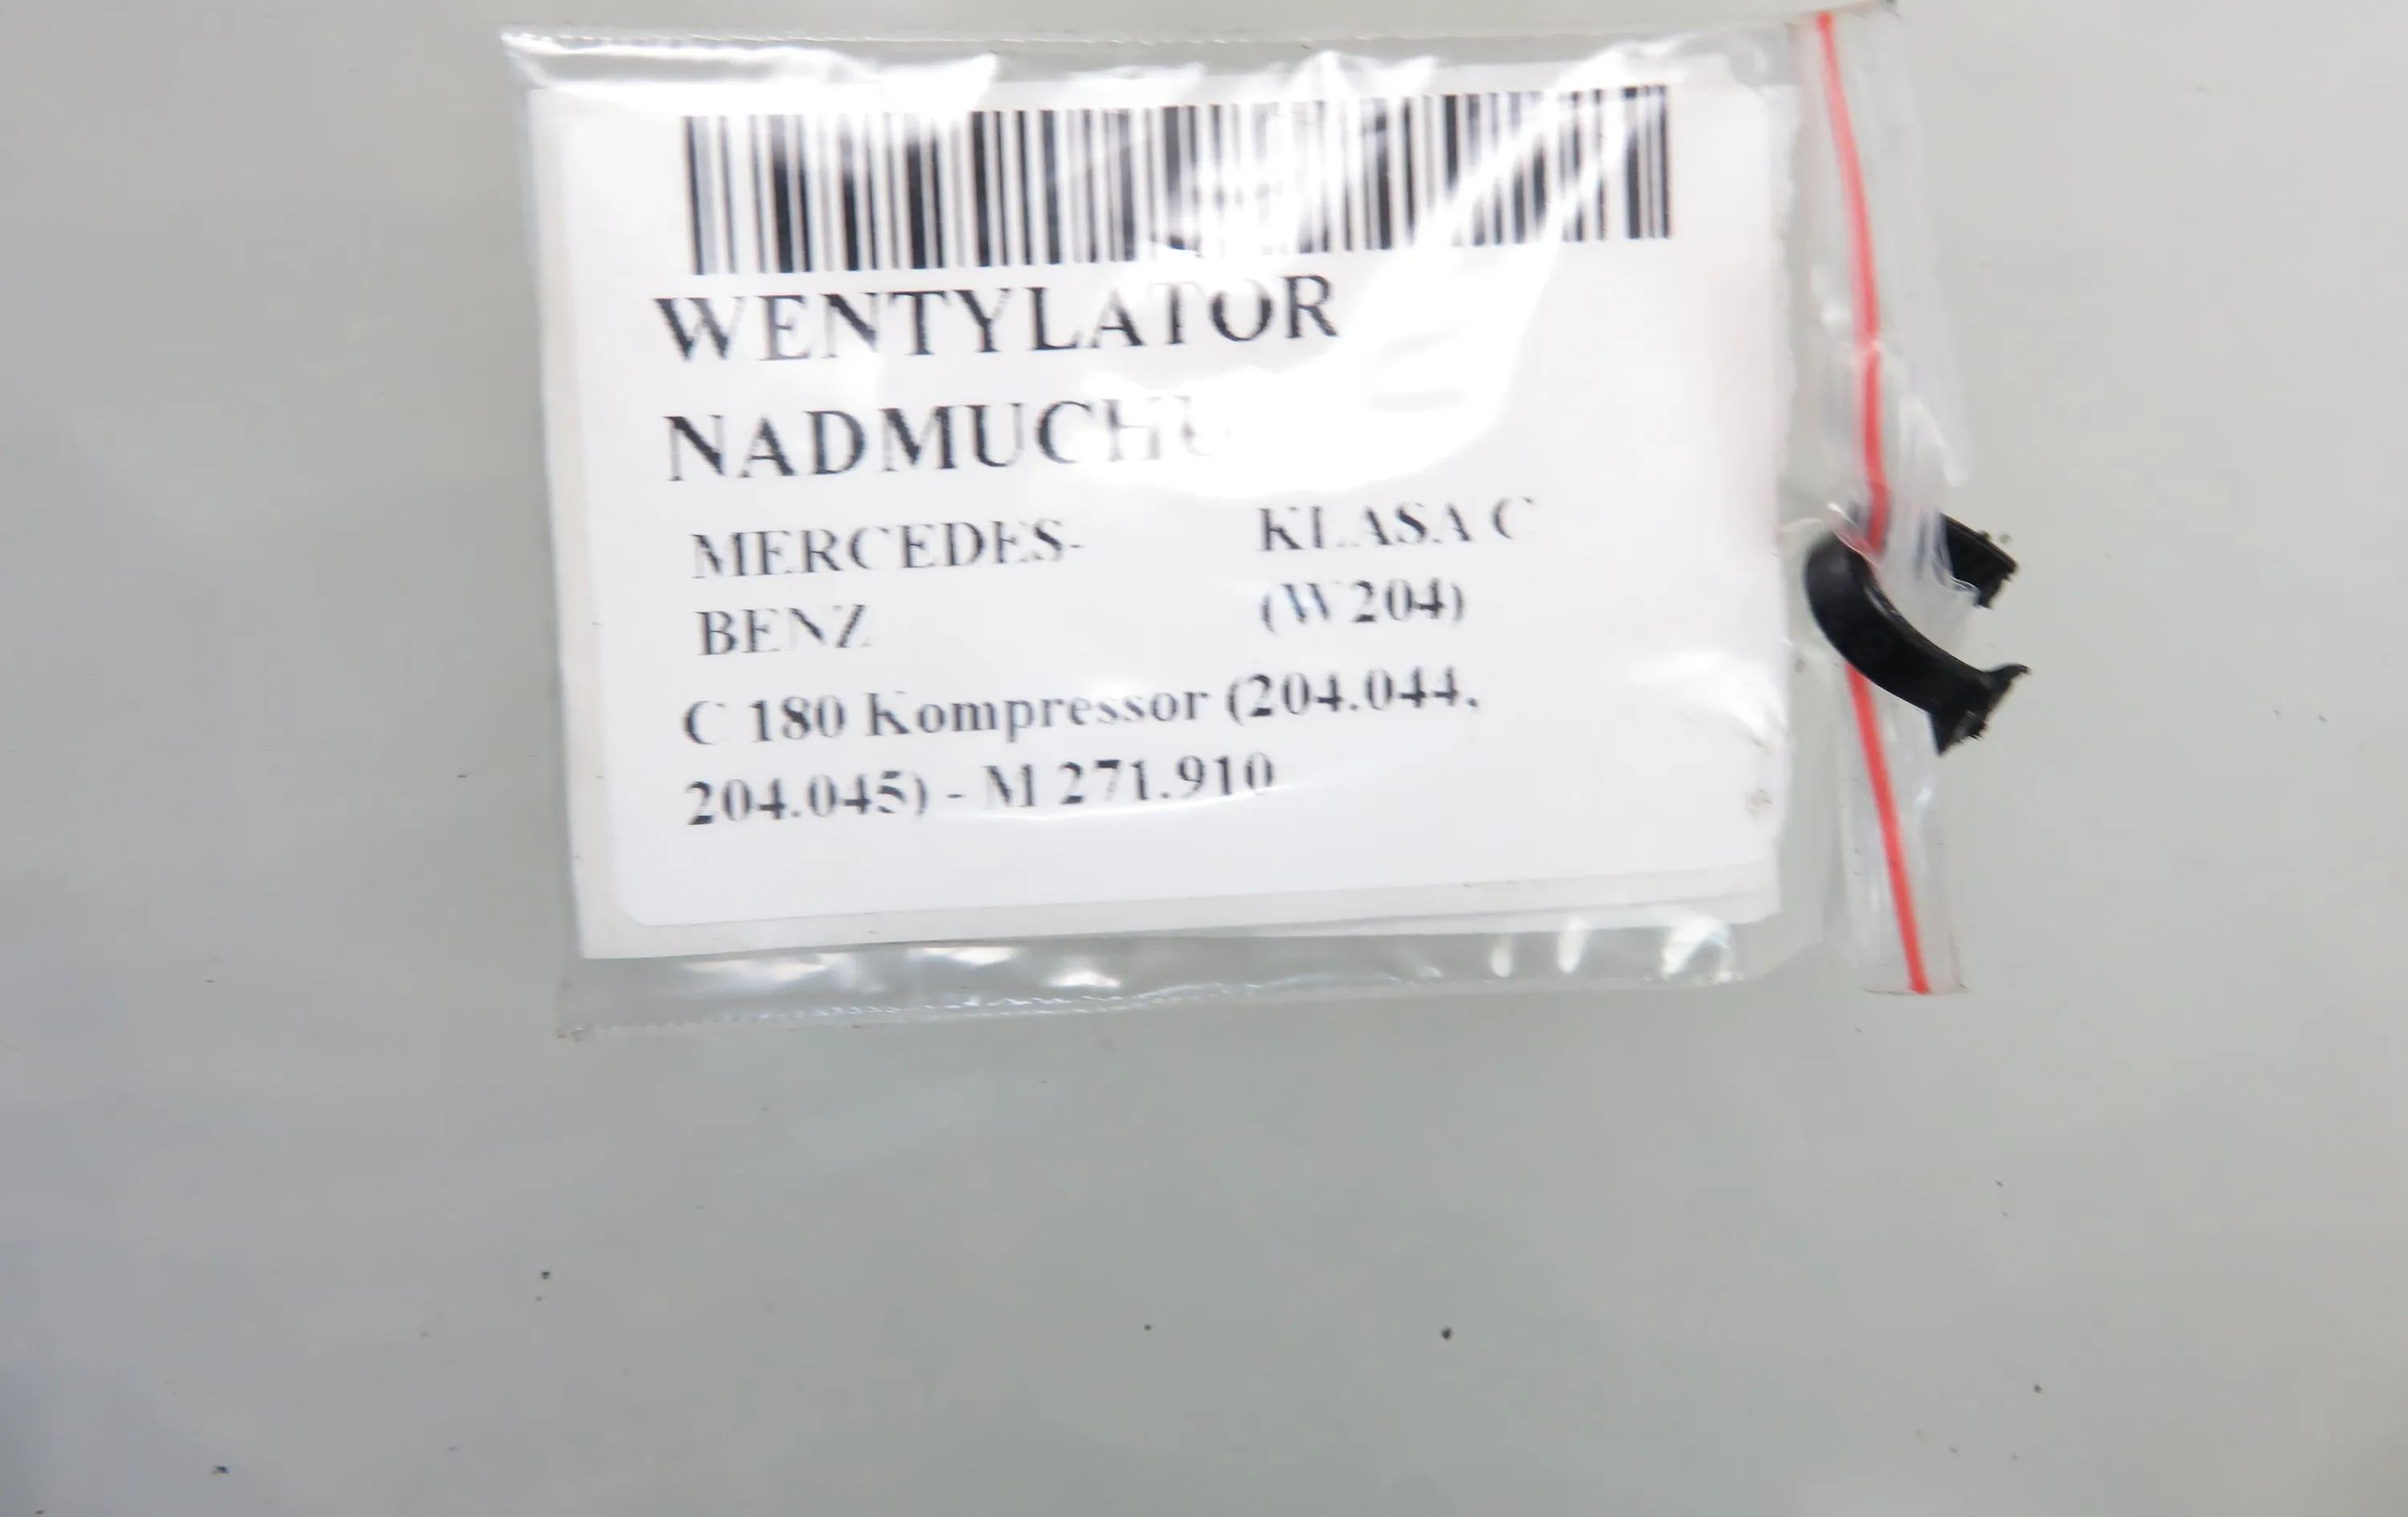 WENTYLATOR
NADMUCHU
MERCEDES- KLASA C
BENZ (W204)
C 180 Kompressor (204.044,
204.045) - M 271.910